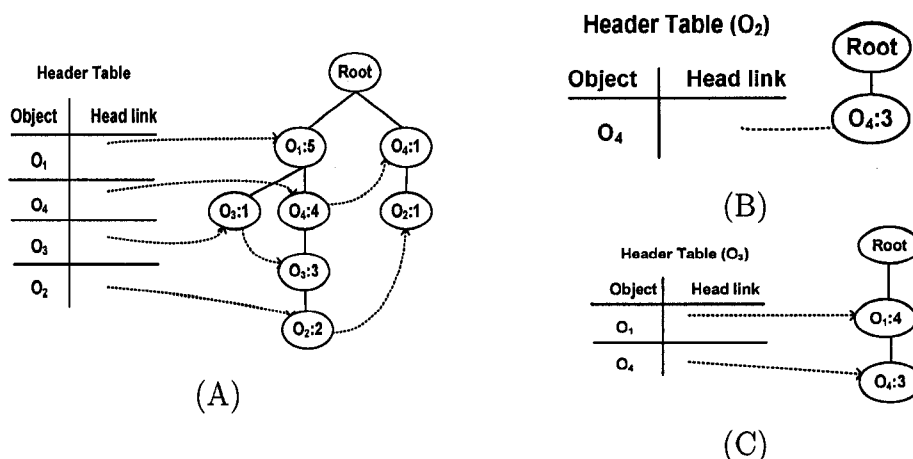 Header Table
Object Head link
O₁
O₄
O₃
O₂
Root
O₁:5 O₄:1
O₃:1 O₄:4 O₂:1
O₃:3
O₂:2
(A)
Header Table (O₂)
Object Head link
O₄
Root
O₄:3
(B)
Header Table (O₃)
Object Head link
O₁
O₄
Root
O₁:4
O₄:3
(C)